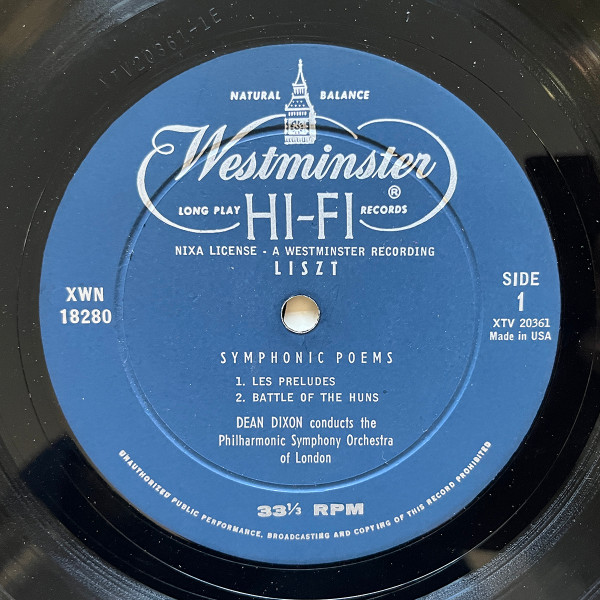 XTV20361-1E
NATURAL BALANCE
Westminster ®
LONG PLAY HI-FI RECORDS
NIXA LICENSE - A WESTMINSTER RECORDING
LISZT
XWN
18280
SIDE
1
XTV 20361
Made in USA
SYMPHONIC POEMS
1. LES PRELUDES
2. BATTLE OF THE HUNS
DEAN DIXON conducts the
Philharmonic Symphony Orchestra
of London
33⅓ RPM
UNAUTHORIZED PUBLIC PERFORMANCE, BROADCASTING AND COPYING OF THIS RECORD PROHIBITED